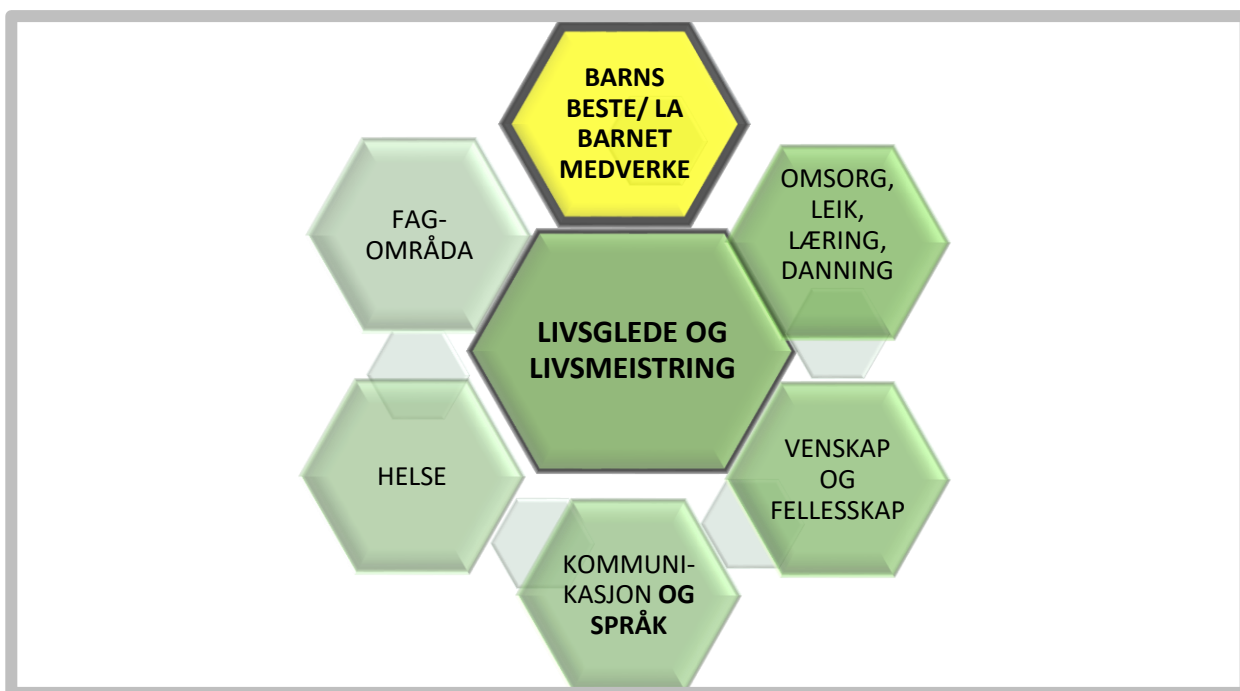 BARNS
BESTE/ LA
BARNET
MEDVERKE
OMSORG,
LEIK,
LÆRING,
DANNING
FAG-
OMRÅDA
LIVSGLEDE OG
LIVSMEISTRING
VENSKAP
OG
FELLESSKAP
HELSE
KOMMUNI-
KASJON OG
SPRÅK